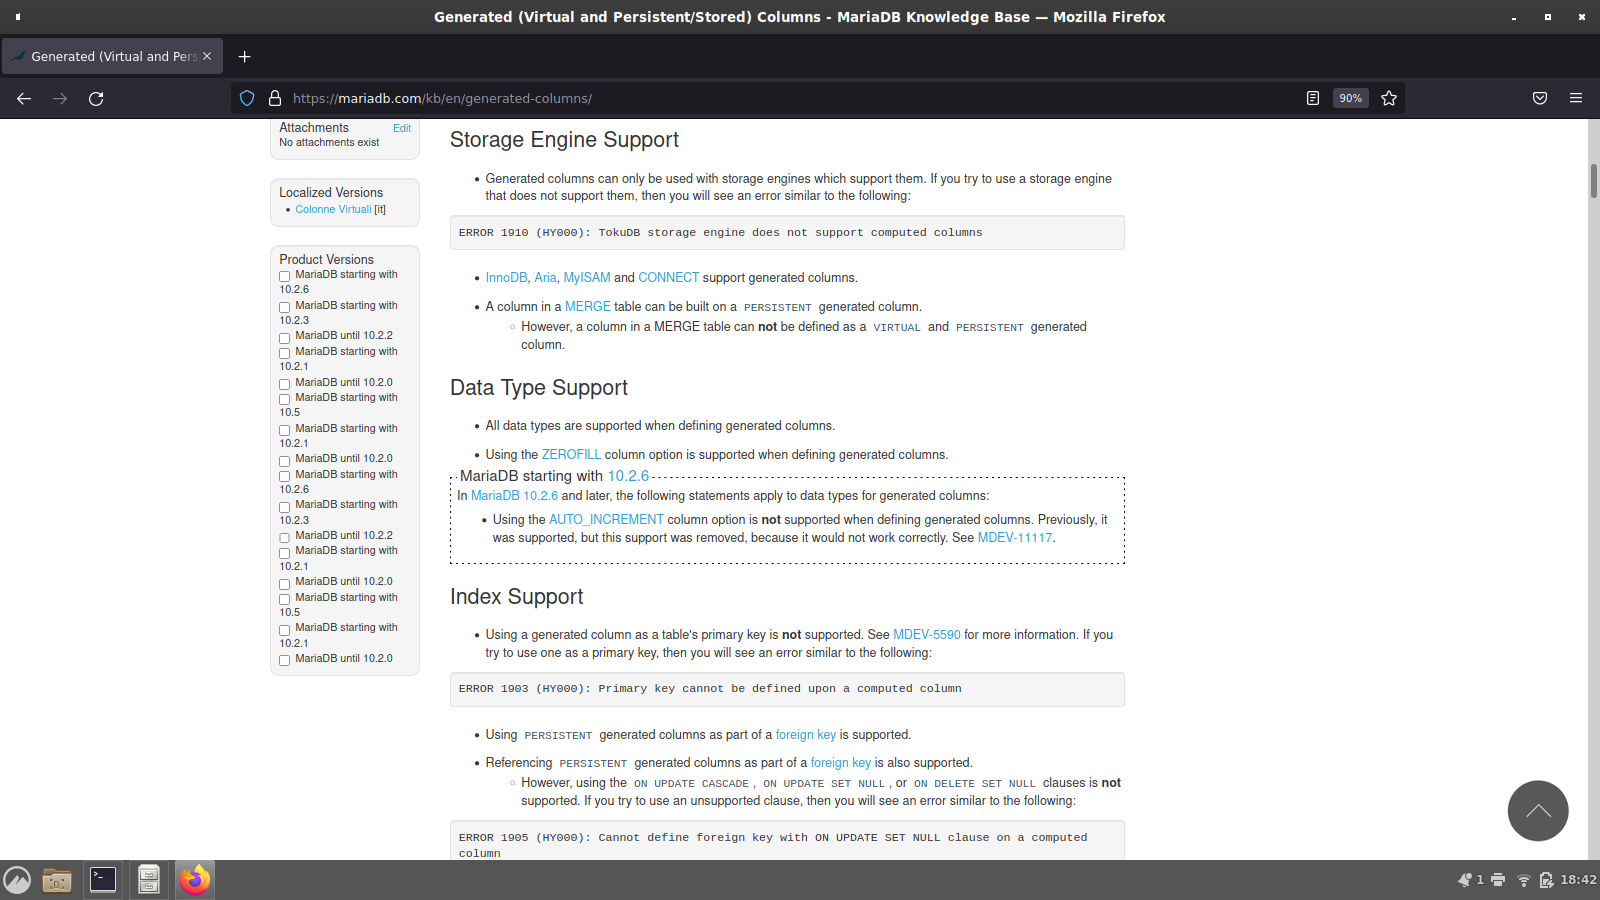 Generated (Virtual and Persistent/Stored) Columns - MariaDB Knowledge Base — Mozilla Firefox
Generated (Virtual and Pers
https://mariadb.com/kb/en/generated-columns/
90%
Attachments Edit
No attachments exist
Localized Versions
Colonne Virtuali [it]
Product Versions
MariaDB starting with
10.2.6
MariaDB starting with
10.2.3
MariaDB until 10.2.2
MariaDB starting with
10.2.1
MariaDB until 10.2.0
MariaDB starting with
10.5
MariaDB starting with
10.2.1
MariaDB until 10.2.0
MariaDB starting with
10.2.6
MariaDB starting with
10.2.3
MariaDB until 10.2.2
MariaDB starting with
10.2.1
MariaDB until 10.2.0
MariaDB starting with
10.5
MariaDB starting with
10.2.1
MariaDB until 10.2.0
Storage Engine Support
Generated columns can only be used with storage engines which support them. If you try to use a storage engine
that does not support them, then you will see an error similar to the following:
ERROR 1910 (HY000): TokuDB storage engine does not support computed columns
InnoDB, Aria, MyISAM and CONNECT support generated columns.
A column in a MERGE table can be built on a PERSISTENT generated column.
However, a column in a MERGE table can not be defined as a VIRTUAL and PERSISTENT generated
column.
Data Type Support
All data types are supported when defining generated columns.
Using the ZEROFILL column option is supported when defining generated columns.
MariaDB starting with 10.2.6
In MariaDB 10.2.6 and later, the following statements apply to data types for generated columns:
Using the AUTO_INCREMENT column option is not supported when defining generated columns. Previously, it
was supported, but this support was removed, because it would not work correctly. See MDEV-11117.
Index Support
Using a generated column as a table's primary key is not supported. See MDEV-5590 for more information. If you
try to use one as a primary key, then you will see an error similar to the following:
ERROR 1903 (HY000): Primary key cannot be defined upon a computed column
Using PERSISTENT generated columns as part of a foreign key is supported.
Referencing PERSISTENT generated columns as part of a foreign key is also supported.
However, using the ON UPDATE CASCADE, ON UPDATE SET NULL, or ON DELETE SET NULL clauses is not
supported. If you try to use an unsupported clause, then you will see an error similar to the following:
ERROR 1905 (HY000): Cannot define foreign key with ON UPDATE SET NULL clause on a computed
column
1 18:42